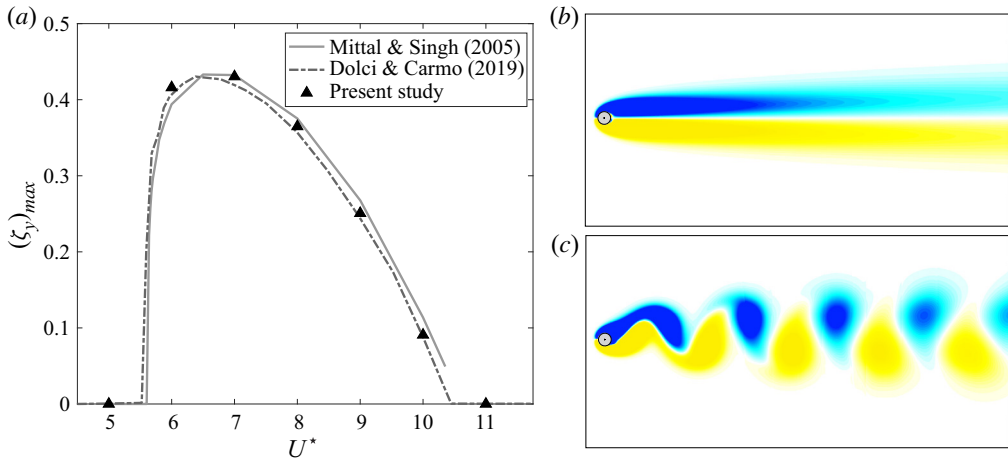 (a)
0.5
0.4
0.3
0.2
0.1
0
(ζy)max
5 6 7 8 9 10 11
U*
Mittal & Singh (2005)
Dolci & Carmo (2019)
Present study
(b)
(c)